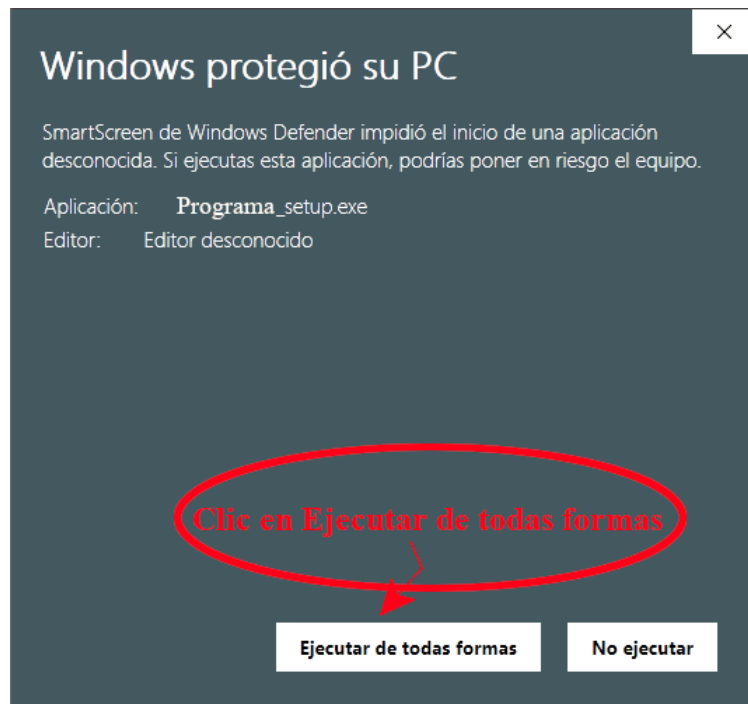 Windows protegió su PC
SmartScreen de Windows Defender impidió el inicio de una aplicación
desconocida. Si ejecutas esta aplicación, podrías poner en riesgo el equipo.
Aplicación: Programa_setup.exe
Editor: Editor desconocido
Clic en Ejecutar de todas formas
Ejecutar de todas formas No ejecutar